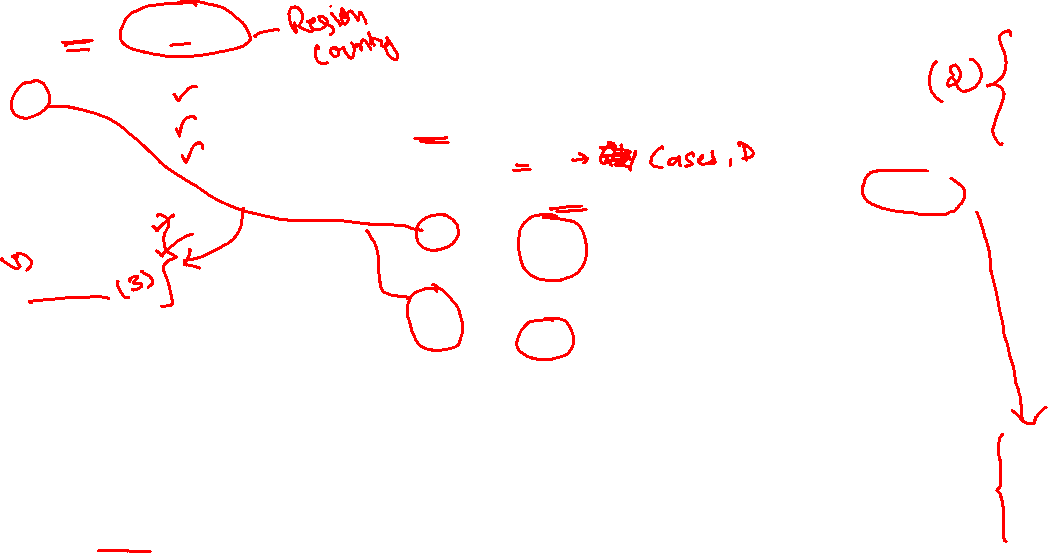 Region
County
(2)
→ Cases, D
(3)